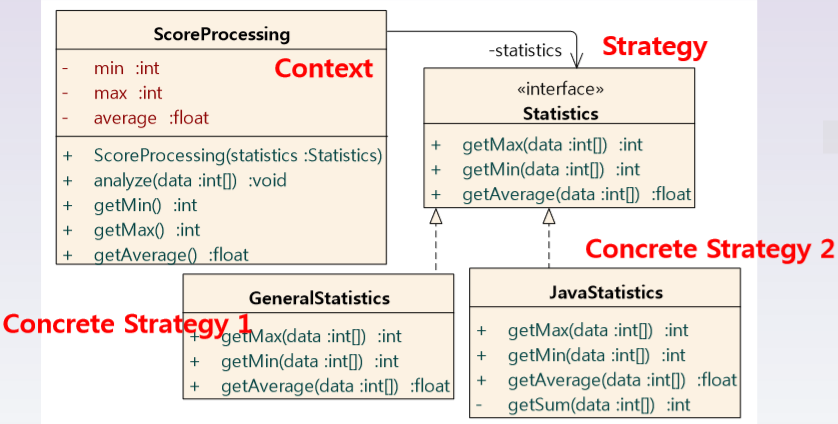 ScoreProcessing
Context
- min :int
- max :int
- average :float
+ ScoreProcessing(statistics :Statistics)
+ analyze(data :int[]) :void
+ getMin() :int
+ getMax() :int
+ getAverage() :float
-statistics
Strategy
«interface»
Statistics
+ getMax(data :int[]) :int
+ getMin(data :int[]) :int
+ getAverage(data :int[]) :float
Concrete Strategy 1
GeneralStatistics
+ getMax(data :int[]) :int
+ getMin(data :int[]) :int
+ getAverage(data :int[]) :float
Concrete Strategy 2
JavaStatistics
+ getMax(data :int[]) :int
+ getMin(data :int[]) :int
+ getAverage(data :int[]) :float
- getSum(data :int[]) :int